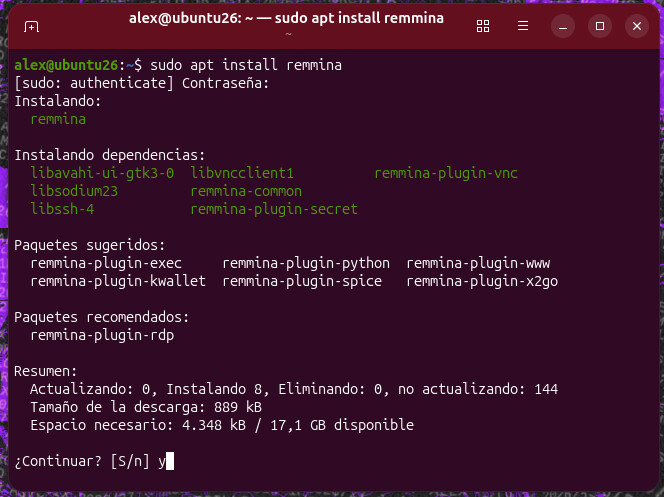 alex@ubuntu26: ~ — sudo apt install remmina
~
alex@ubuntu26:~$ sudo apt install remmina
[sudo: authenticate] Contraseña:
Instalando:
  remmina

Instalando dependencias:
  libavahi-ui-gtk3-0  libvncclient1          remmina-plugin-vnc
  libsodium23         remmina-common
  libssh-4            remmina-plugin-secret

Paquetes sugeridos:
  remmina-plugin-exec     remmina-plugin-python  remmina-plugin-www
  remmina-plugin-kwallet  remmina-plugin-spice   remmina-plugin-x2go

Paquetes recomendados:
  remmina-plugin-rdp

Resumen:
  Actualizando: 0, Instalando 8, Eliminando: 0, no actualizando: 144
  Tamaño de la descarga: 889 kB
  Espacio necesario: 4.348 kB / 17,1 GB disponible

¿Continuar? [S/n] y